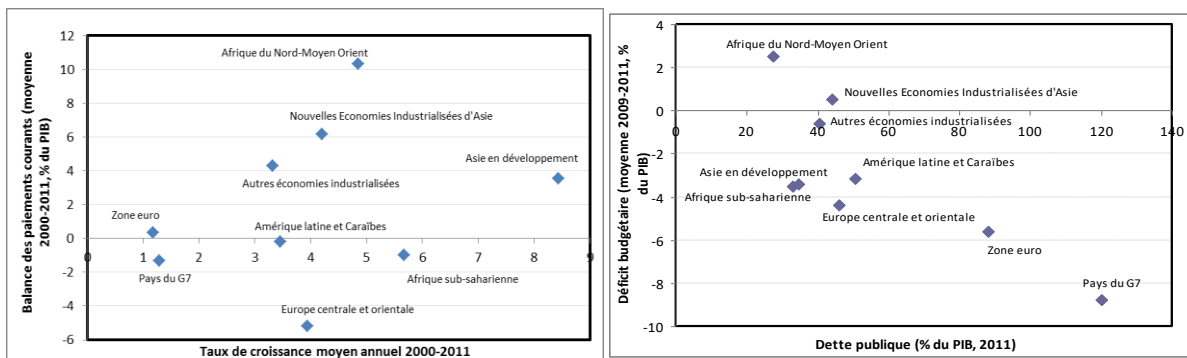 Balance des paiements courants (moyenne
2000-2011, % du PIB)
12
10
8
6
4
2
0
-2
-4
-6
0 1 2 3 4 5 6 7 8 9
Afrique du Nord-Moyen Orient
Nouvelles Economies Industrialisées d'Asie
Asie en développement
Autres économies industrialisées
Zone euro
Amérique latine et Caraïbes
Pays du G7
Afrique sub-saharienne
Europe centrale et orientale
Taux de croissance moyen annuel 2000-2011
Déficit budgétaire (moyenne 2009-2011, %
du PIB)
4
2
0
-2
-4
-6
-8
-10
0 20 40 60 80 100 120 140
Afrique du Nord-Moyen Orient
Nouvelles Economies Industrialisées d'Asie
Autres économies industrialisées
Amérique latine et Caraïbes
Asie en développement
Afrique sub-saharienne
Europe centrale et orientale
Zone euro
Pays du G7
Dette publique (% du PIB, 2011)